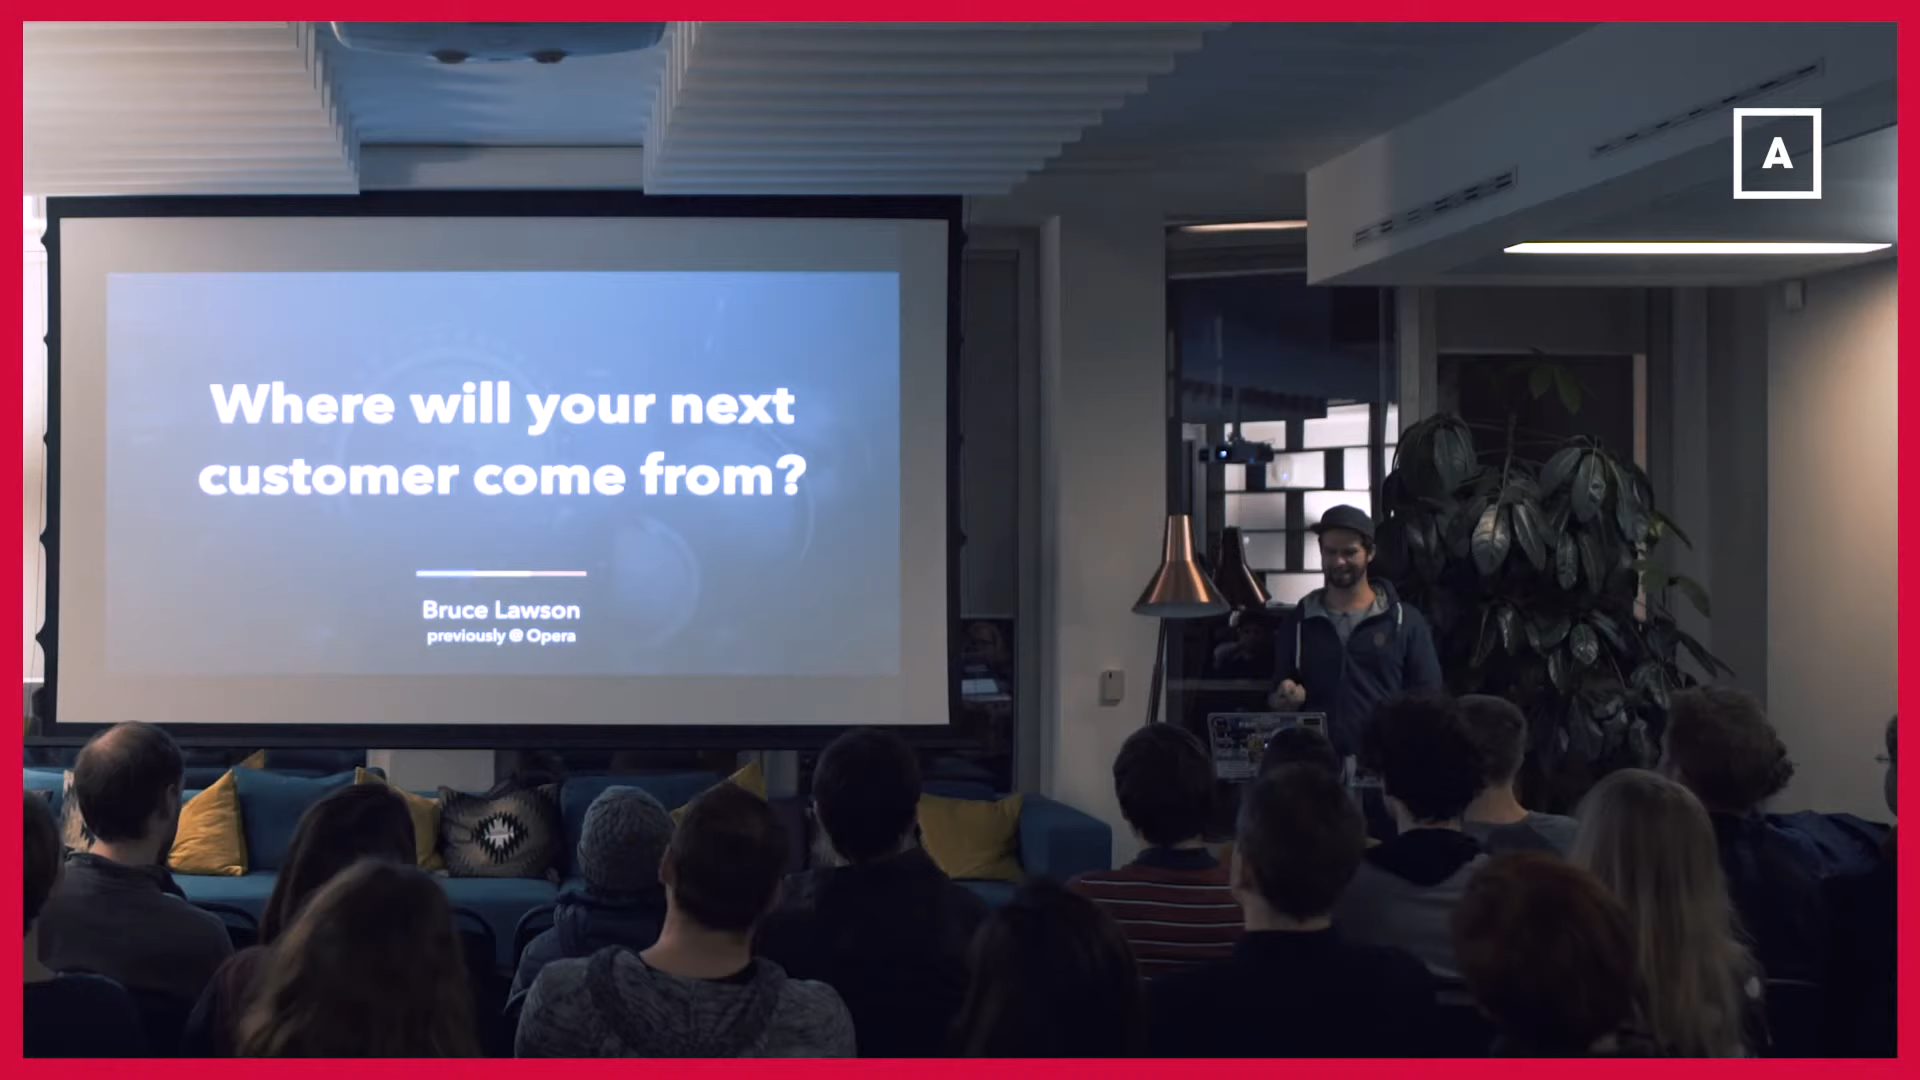 Where will your next
customer come from?
Bruce Lawson
previously @ Opera
A